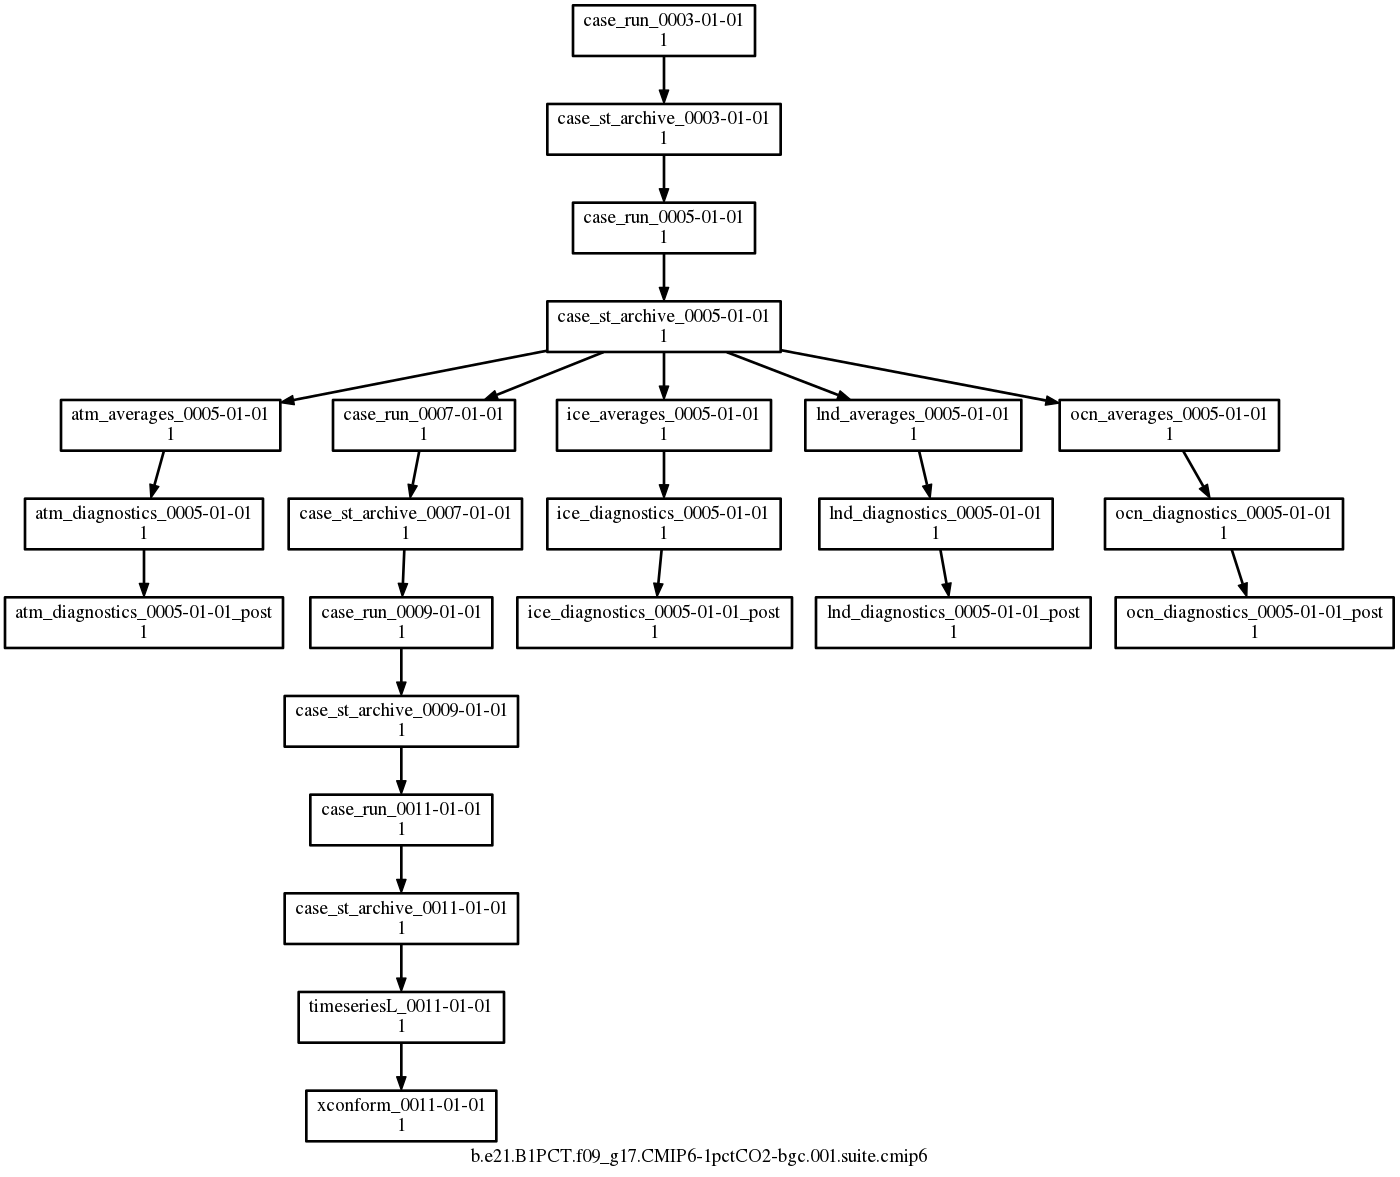 case_run_0003-01-01
1
case_st_archive_0003-01-01
1
case_run_0005-01-01
1
case_st_archive_0005-01-01
1
atm_averages_0005-01-01
1
case_run_0007-01-01
1
ice_averages_0005-01-01
1
lnd_averages_0005-01-01
1
ocn_averages_0005-01-01
1
atm_diagnostics_0005-01-01
1
case_st_archive_0007-01-01
1
ice_diagnostics_0005-01-01
1
lnd_diagnostics_0005-01-01
1
ocn_diagnostics_0005-01-01
1
atm_diagnostics_0005-01-01_post
1
case_run_0009-01-01
1
ice_diagnostics_0005-01-01_post
1
lnd_diagnostics_0005-01-01_post
1
ocn_diagnostics_0005-01-01_post
1
case_st_archive_0009-01-01
1
case_run_0011-01-01
1
case_st_archive_0011-01-01
1
timeseriesL_0011-01-01
1
xconform_0011-01-01
1
b.e21.B1PCT.f09_g17.CMIP6-1pctCO2-bgc.001.suite.cmip6